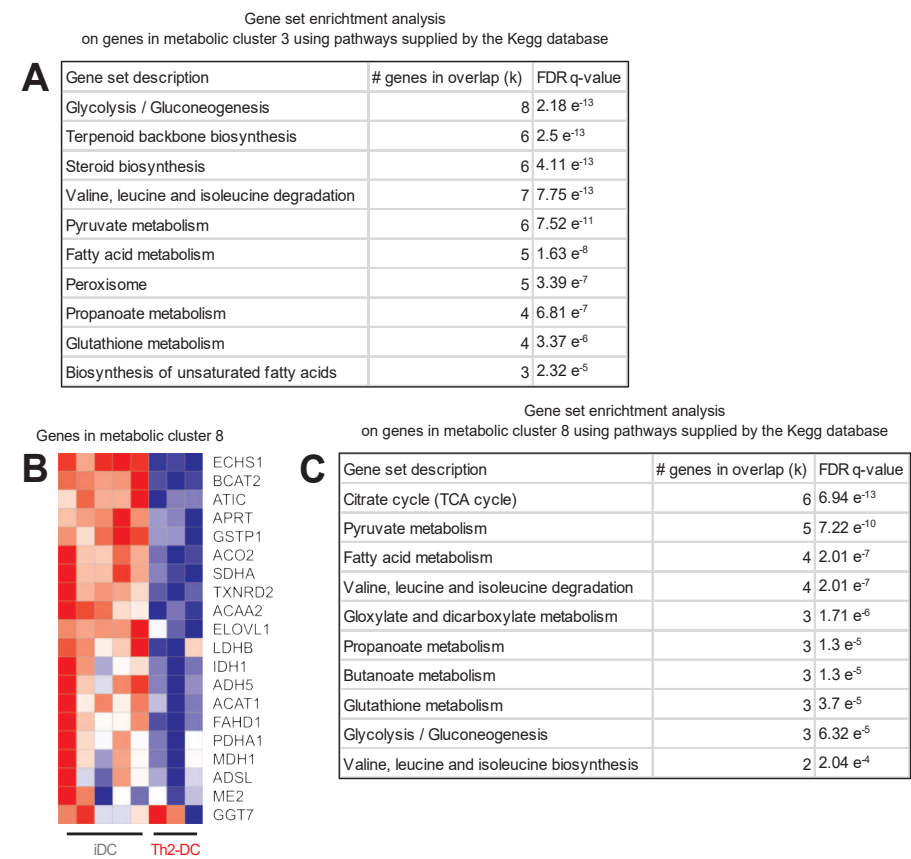 Gene set enrichtment analysis
on genes in metabolic cluster 3 using pathways supplied by the Kegg database
A
Gene set description # genes in overlap (k) FDR q-value
Glycolysis / Gluconeogenesis 8 2.18 e-13
Terpenoid backbone biosynthesis 6 2.5 e-13
Steroid biosynthesis 6 4.11 e-13
Valine, leucine and isoleucine degradation 7 7.75 e-13
Pyruvate metabolism 6 7.52 e-11
Fatty acid metabolism 5 1.63 e-8
Peroxisome 5 3.39 e-7
Propanoate metabolism 4 6.81 e-7
Glutathione metabolism 4 3.37 e-6
Biosynthesis of unsaturated fatty acids 3 2.32 e-5
Genes in metabolic cluster 8
B
ECHS1
BCAT2
ATIC
APRT
GSTP1
ACO2
SDHA
TXNRD2
ACAA2
ELOVL1
LDHB
IDH1
ADH5
ACAT1
FAHD1
PDHA1
MDH1
ADSL
ME2
GGT7
iDC Th2-DC
Gene set enrichtment analysis
on genes in metabolic cluster 8 using pathways supplied by the Kegg database
C
Gene set description # genes in overlap (k) FDR q-value
Citrate cycle (TCA cycle) 6 6.94 e-13
Pyruvate metabolism 5 7.22 e-10
Fatty acid metabolism 4 2.01 e-7
Valine, leucine and isoleucine degradation 4 2.01 e-7
Gloxylate and dicarboxylate metabolism 3 1.71 e-6
Propanoate metabolism 3 1.3 e-5
Butanoate metabolism 3 1.3 e-5
Glutathione metabolism 3 3.7 e-5
Glycolysis / Gluconeogenesis 3 6.32 e-5
Valine, leucine and isoleucine biosynthesis 2 2.04 e-4